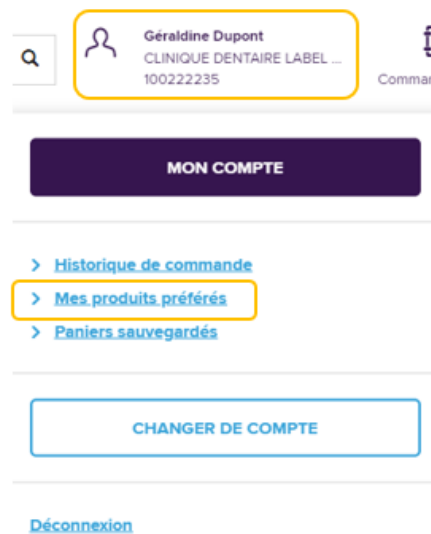 Géraldine Dupont
CLINIQUE DENTAIRE LABEL ...
100222235
MON COMPTE
Historique de commande
Mes produits préférés
Paniers sauvegardés
CHANGER DE COMPTE
Déconnexion